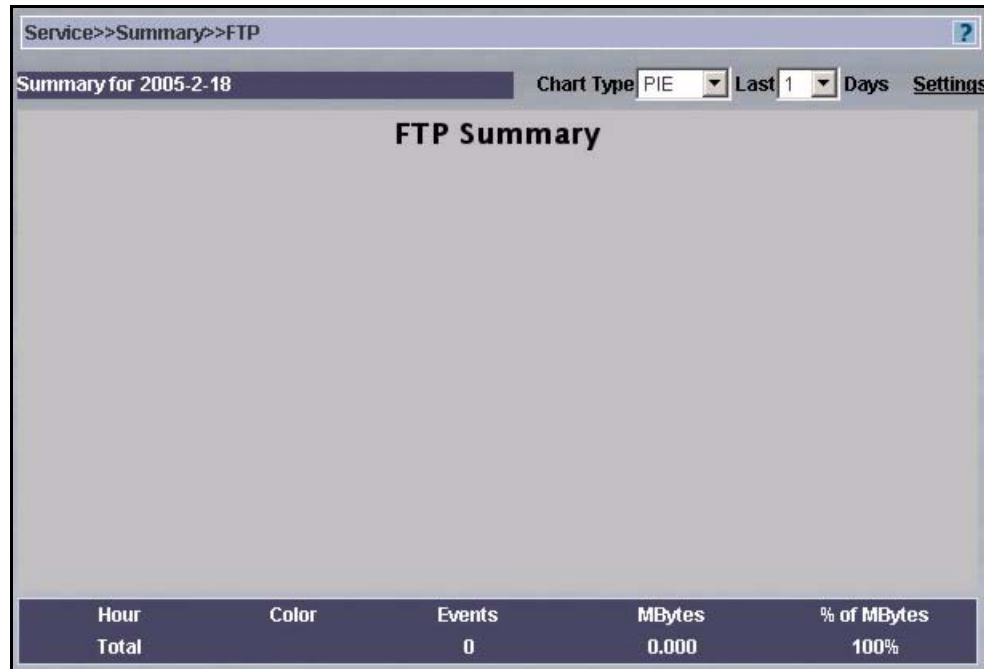 Service>>Summary>>FTP ?
Summary for 2005-2-18 Chart Type PIE Last 1 Days Settings
FTP Summary
Hour Color Events MBytes % of MBytes
Total 0 0.000 100%